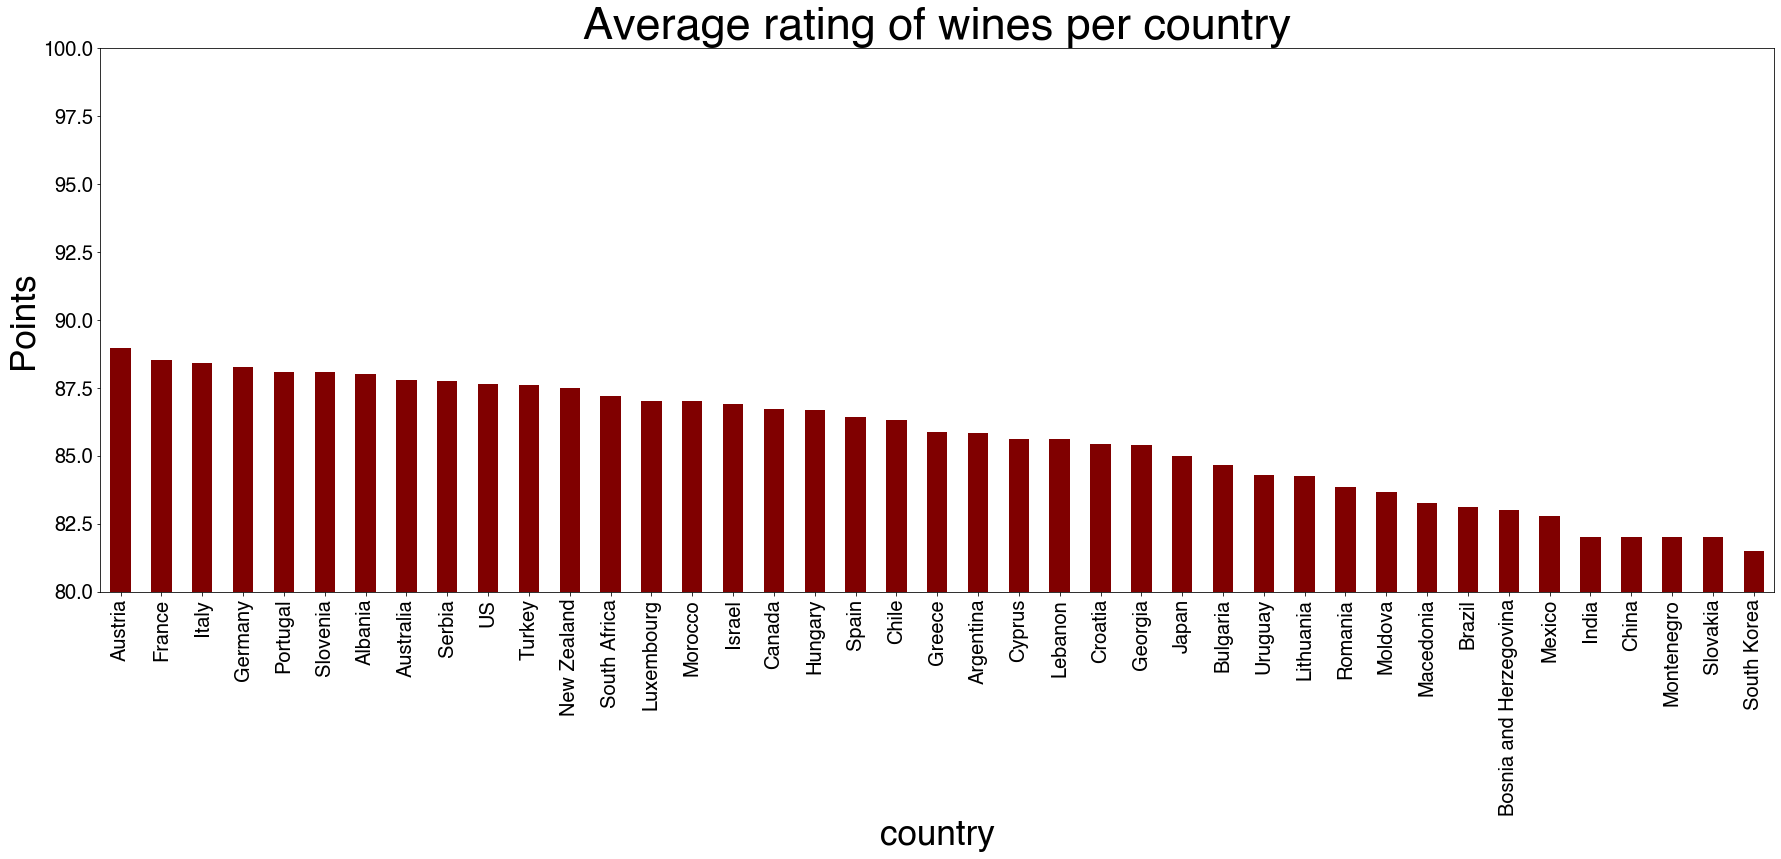 Average rating of wines per country
100.0
97.5
95.0
92.5
90.0
87.5
85.0
82.5
80.0
Points
Austria
France
Italy
Germany
Portugal
Slovenia
Albania
Australia
Serbia
US
Turkey
New Zealand
South Africa
Luxembourg
Morocco
Israel
Canada
Hungary
Spain
Chile
Greece
Argentina
Cyprus
Lebanon
Croatia
Georgia
Japan
Bulgaria
Uruguay
Lithuania
Romania
Moldova
Macedonia
Brazil
Bosnia and Herzegovina
Mexico
India
China
Montenegro
Slovakia
South Korea
country